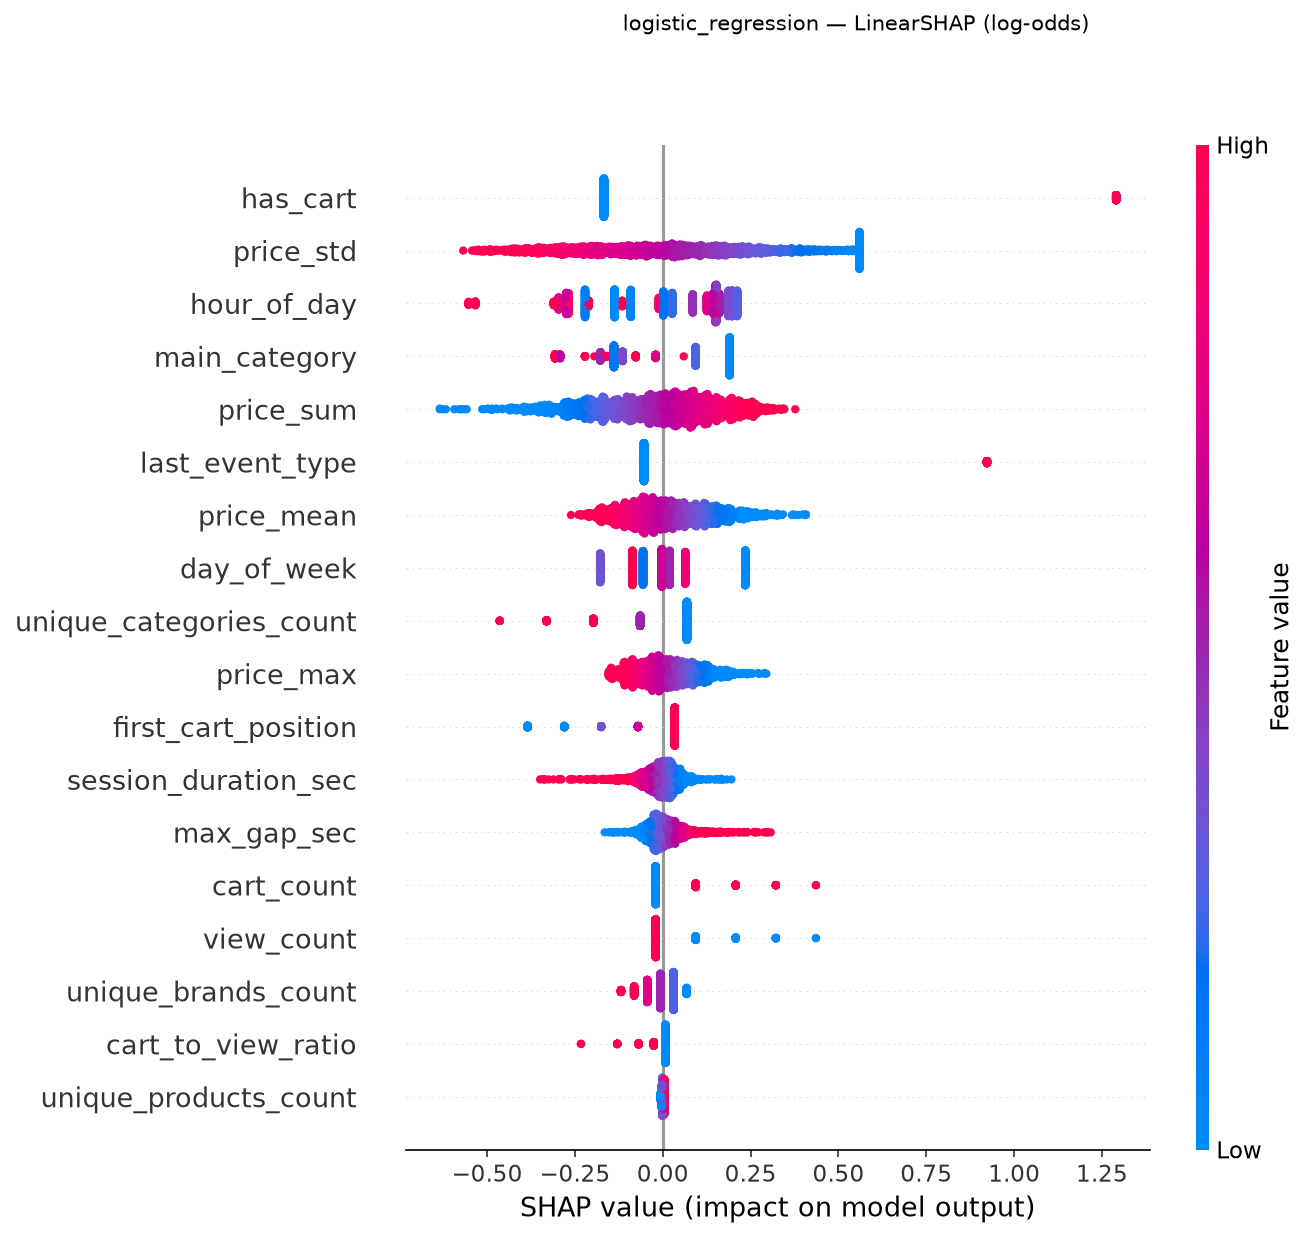 logistic_regression — LinearSHAP (log-odds)
High
has_cart
price_std
hour_of_day
main_category
price_sum
last_event_type
price_mean
day_of_week
unique_categories_count
price_max
first_cart_position
session_duration_sec
max_gap_sec
cart_count
view_count
unique_brands_count
cart_to_view_ratio
unique_products_count
Feature value
Low
−0.50 −0.25 0.00 0.25 0.50 0.75 1.00 1.25
SHAP value (impact on model output)